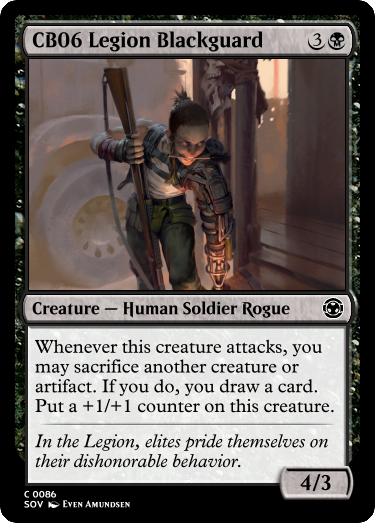 CB06 Legion Blackguard 3
Creature — Human Soldier Rogue
Whenever this creature attacks, you
may sacrifice another creature or
artifact. If you do, you draw a card.
Put a +1/+1 counter on this creature.
In the Legion, elites pride themselves on
their dishonorable behavior.
4/3
C 0086
SOV Even Amundsen